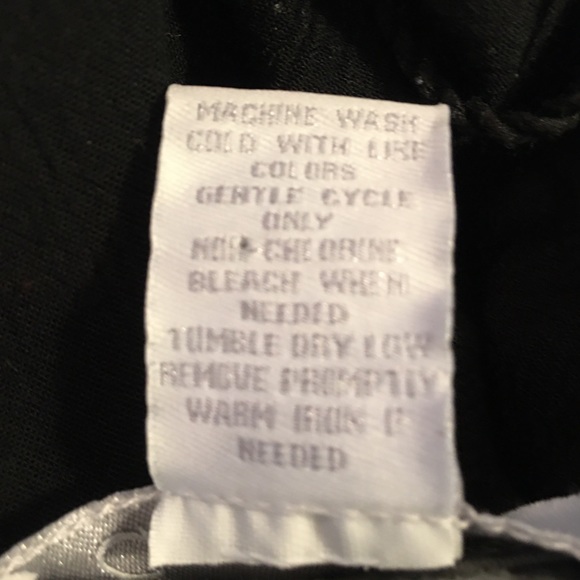 MACHINE WASH
COLD WITH LIKE
COLORS
GENTLE CYCLE
ONLY
NON-CHLORINE
BLEACH WHEN
NEEDED
TUMBLE DRY LOW
REMOVE PROMPTLY
WARM IRON IF
NEEDED